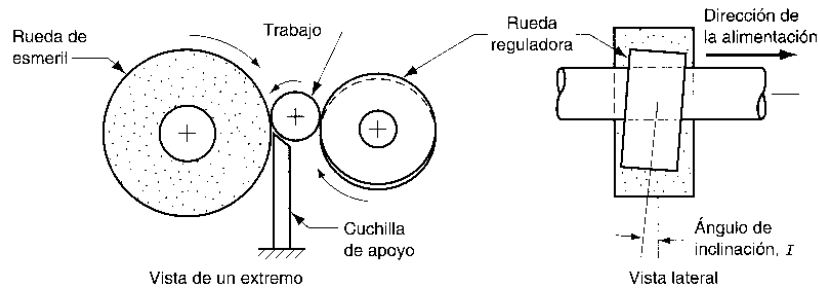 Rueda de
esmeril
Trabajo
Rueda
reguladora
Cuchilla
de apoyo
Vista de un extremo
Dirección de
la alimentación
Ángulo de
inclinación, I
Vista lateral